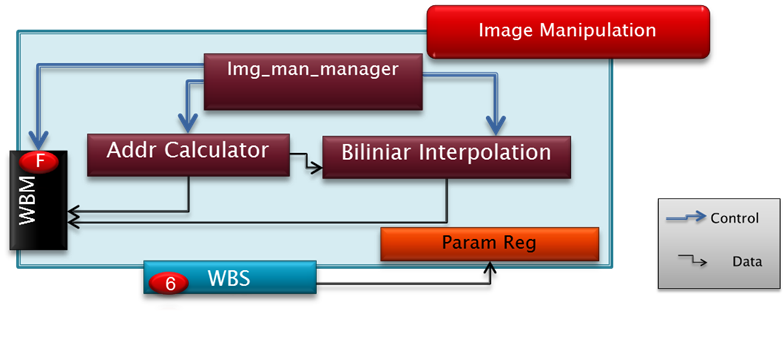 Image Manipulation
Img_man_manager
Addr Calculator
Biliniar Interpolation
F
WBM
Param Reg
6
WBS
Control
Data